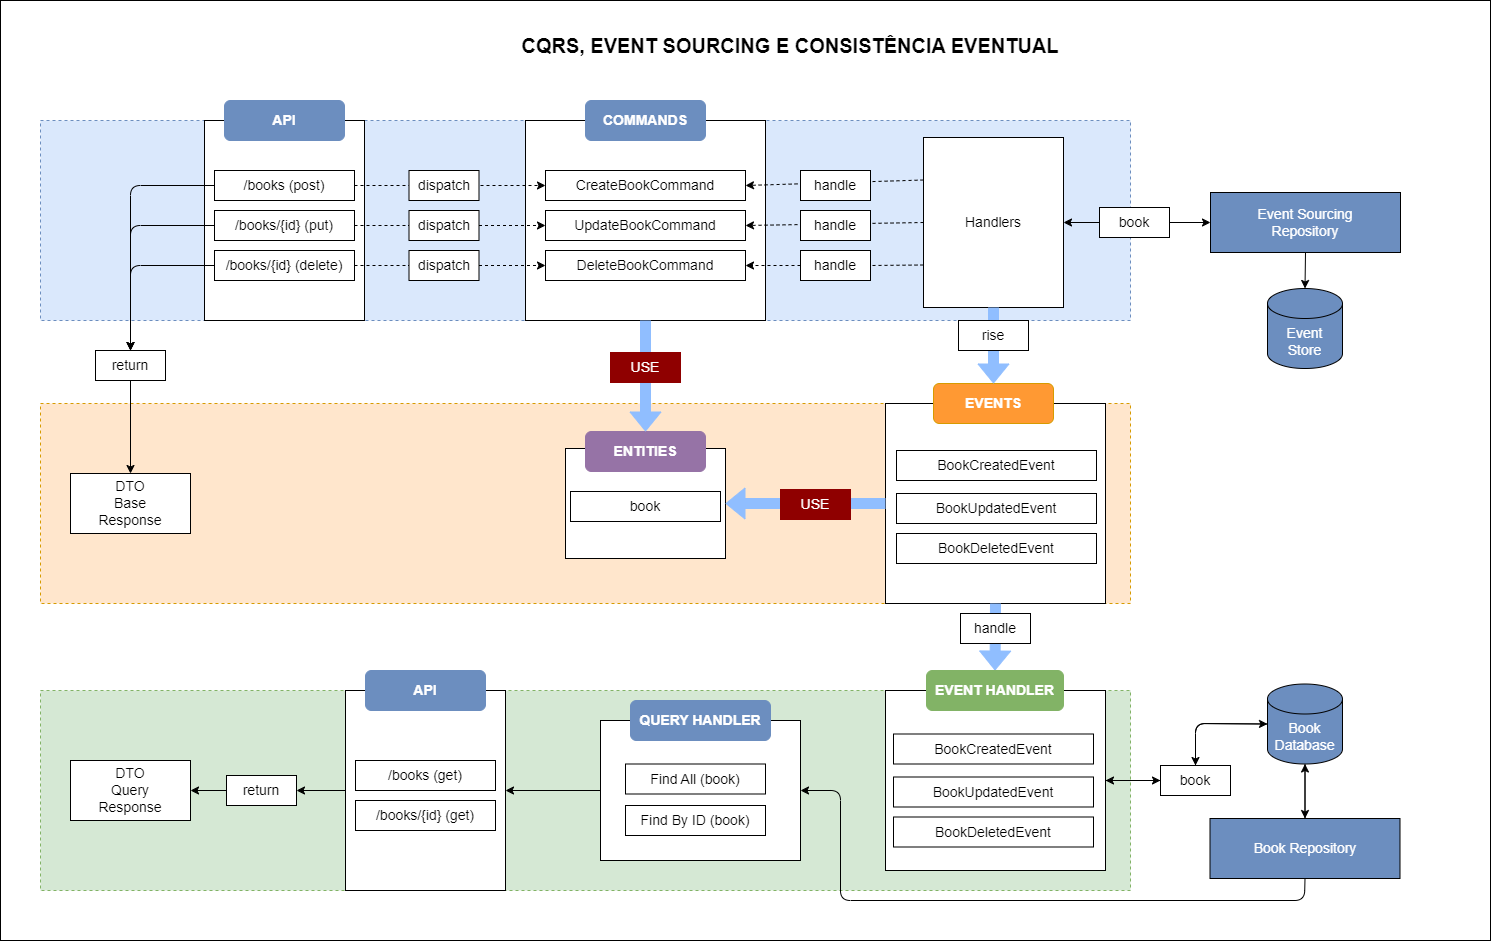 CQRS, EVENT SOURCING E CONSISTÊNCIA EVENTUAL
API
COMMANDS
/books (post)
dispatch
CreateBookCommand
handle
/books/{id} (put)
dispatch
UpdateBookCommand
handle
/books/{id} (delete)
dispatch
DeleteBookCommand
handle
Handlers
book
Event Sourcing
Repository
Event
Store
return
USE
rise
EVENTS
ENTITIES
BookCreatedEvent
DTO
Base
Response
book
USE
BookUpdatedEvent
BookDeletedEvent
handle
API
QUERY HANDLER
EVENT HANDLER
Book
Database
BookCreatedEvent
DTO
Query
Response
return
/books (get)
Find All (book)
book
BookUpdatedEvent
/books/{id} (get)
Find By ID (book)
BookDeletedEvent
Book Repository